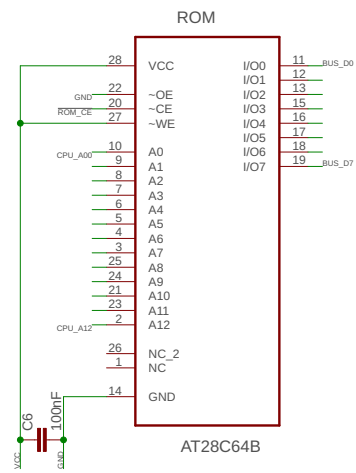 ROM
28 VCC I/O0 11 BUS_D0
I/O1 12
GND 22 ~OE I/O2 13
ROM_CE 20 ~CE I/O3 15
27 ~WE I/O4 16
I/O5 17
CPU_A00 10 A0 I/O6 18
9 A1 I/O7 19 BUS_D7
8 A2
7 A3
6 A4
5 A5
4 A6
3 A7
25 A8
24 A9
21 A10
23 A11
CPU_A12 2 A12
26 NC_2
1 NC
14 GND
C6
100nF
VCC
GND
AT28C64B